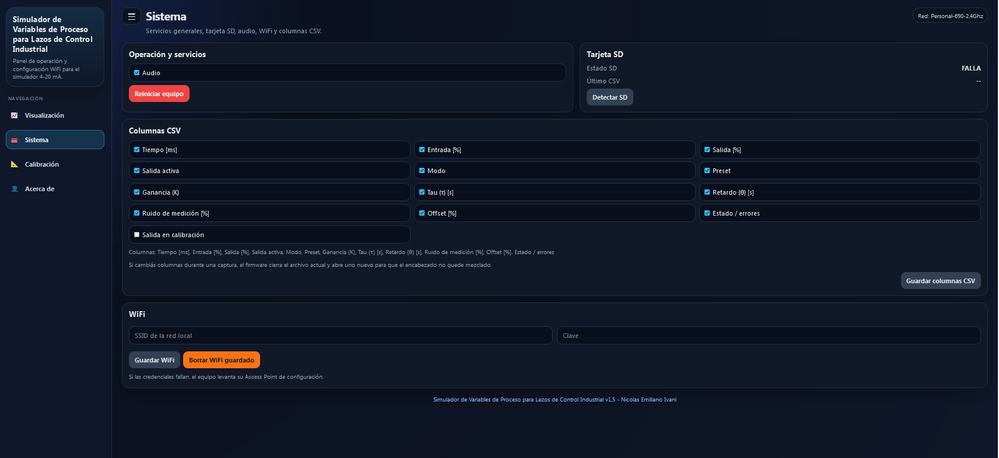 Simulador de
Variables de Proceso
para Lazos de Control
Industrial
Panel de operación y
configuración WiFi para el
simulador 4-20 mA.
NAVEGACIÓN
Visualización
Sistema
Calibración
Acerca de
Sistema
Servicios generales, tarjeta SD, audio, WiFi y columnas CSV.
Red: Personal-690-2.4Ghz
Operación y servicios
Audio
Reiniciar equipo
Tarjeta SD
Estado SD FALLA
Último CSV --
Detectar SD
Columnas CSV
Tiempo [ms] Entrada [%] Salida [%]
Salida activa Modo Preset
Ganancia (K) Tau (τ) [s] Retardo (θ) [s]
Ruido de medición [%] Offset [%] Estado / errores
Salida en calibración
Columnas: Tiempo [ms], Entrada [%], Salida [%], Salida activa, Modo, Preset, Ganancia (K), Tau (τ) [s], Retardo (θ) [s], Ruido de medición [%], Offset [%], Estado / errores
Si cambiás columnas durante una captura, el firmware cierra el archivo actual y abre uno nuevo para que el encabezado no quede mezclado.
Guardar columnas CSV
WiFi
SSID de la red local Clave
Guardar WiFi Borrar WiFi guardado
Si las credenciales fallan, el equipo levanta su Access Point de configuración.
Simulador de Variables de Proceso para Lazos de Control Industrial v1.5 - Nicolas Emiliano Ivani